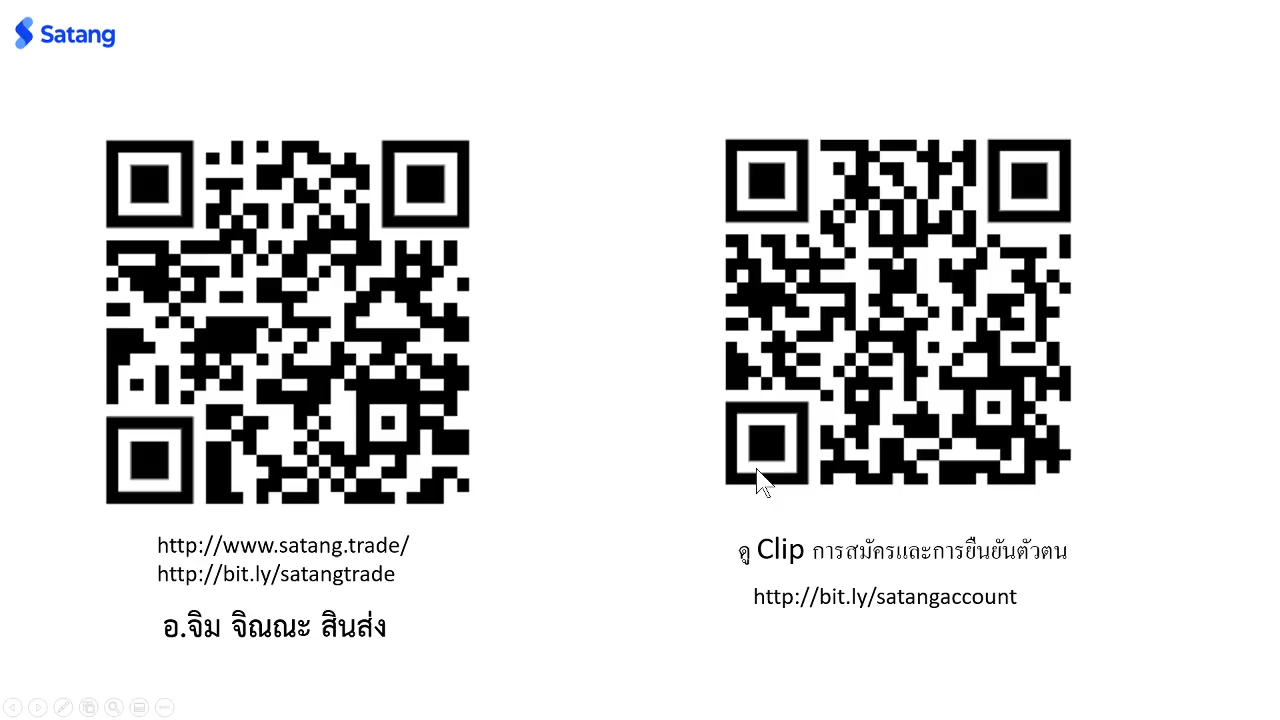 Satang
http://www.satang.trade/
http://bit.ly/satangtrade
อ.จิม จิณณะ สินส่ง
ดู Clip การสมัครและการยืนยันตัวตน
http://bit.ly/satangaccount